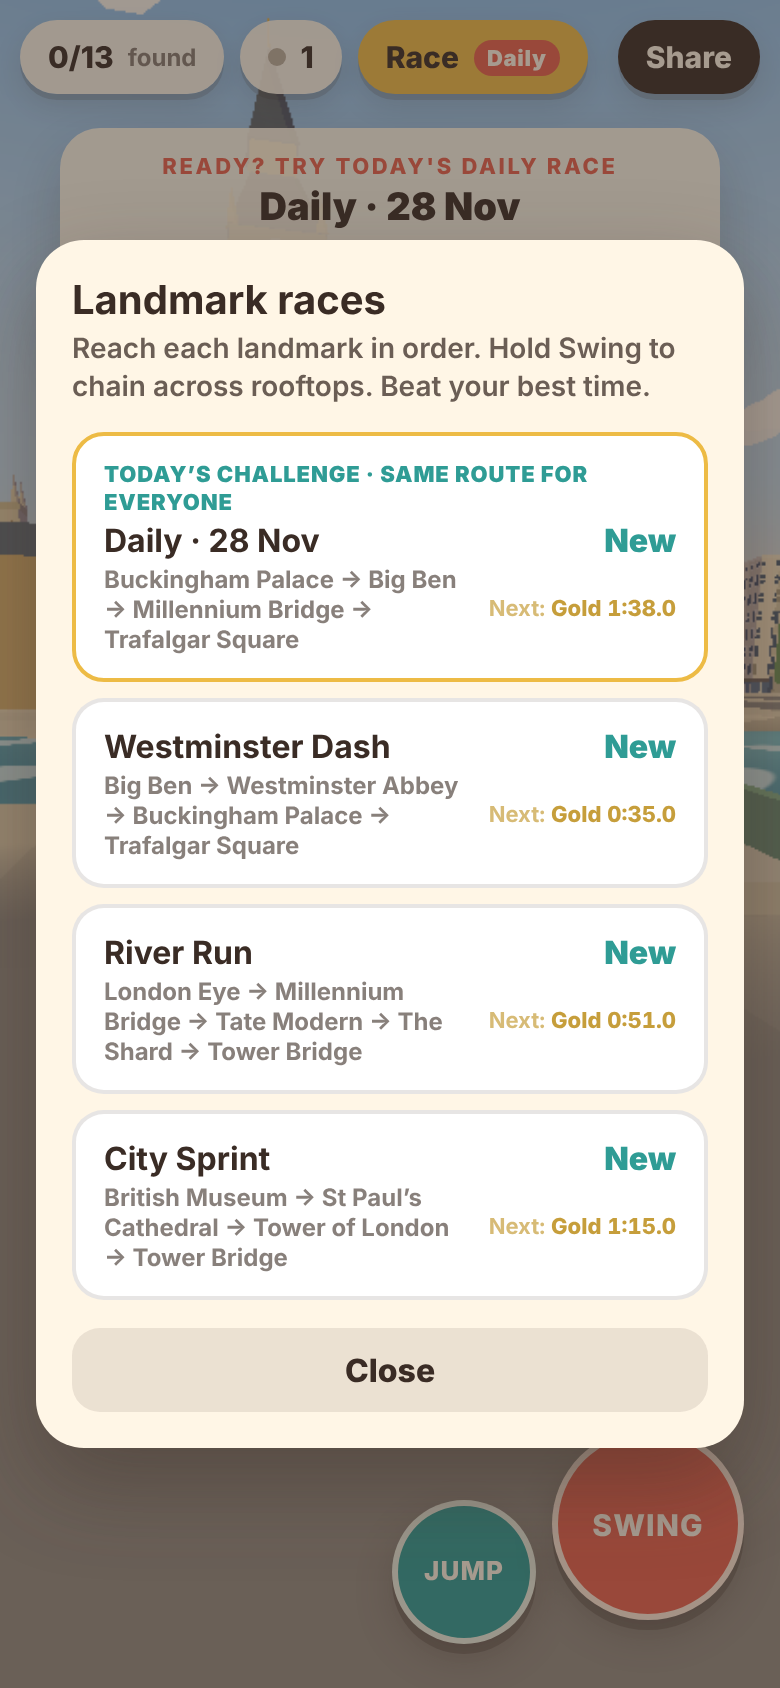 0/13 found
1
Race Daily
Share
READY? TRY TODAY'S DAILY RACE
Daily · 28 Nov
Landmark races
Reach each landmark in order. Hold Swing to
chain across rooftops. Beat your best time.
TODAY’S CHALLENGE · SAME ROUTE FOR
EVERYONE
Daily · 28 Nov
New
Buckingham Palace → Big Ben
→ Millennium Bridge →
Trafalgar Square
Next: Gold 1:38.0
Westminster Dash
New
Big Ben → Westminster Abbey
→ Buckingham Palace →
Trafalgar Square
Next: Gold 0:35.0
River Run
New
London Eye → Millennium
Bridge → Tate Modern → The
Shard → Tower Bridge
Next: Gold 0:51.0
City Sprint
New
British Museum → St Paul’s
Cathedral → Tower of London
→ Tower Bridge
Next: Gold 1:15.0
Close
SWING
JUMP